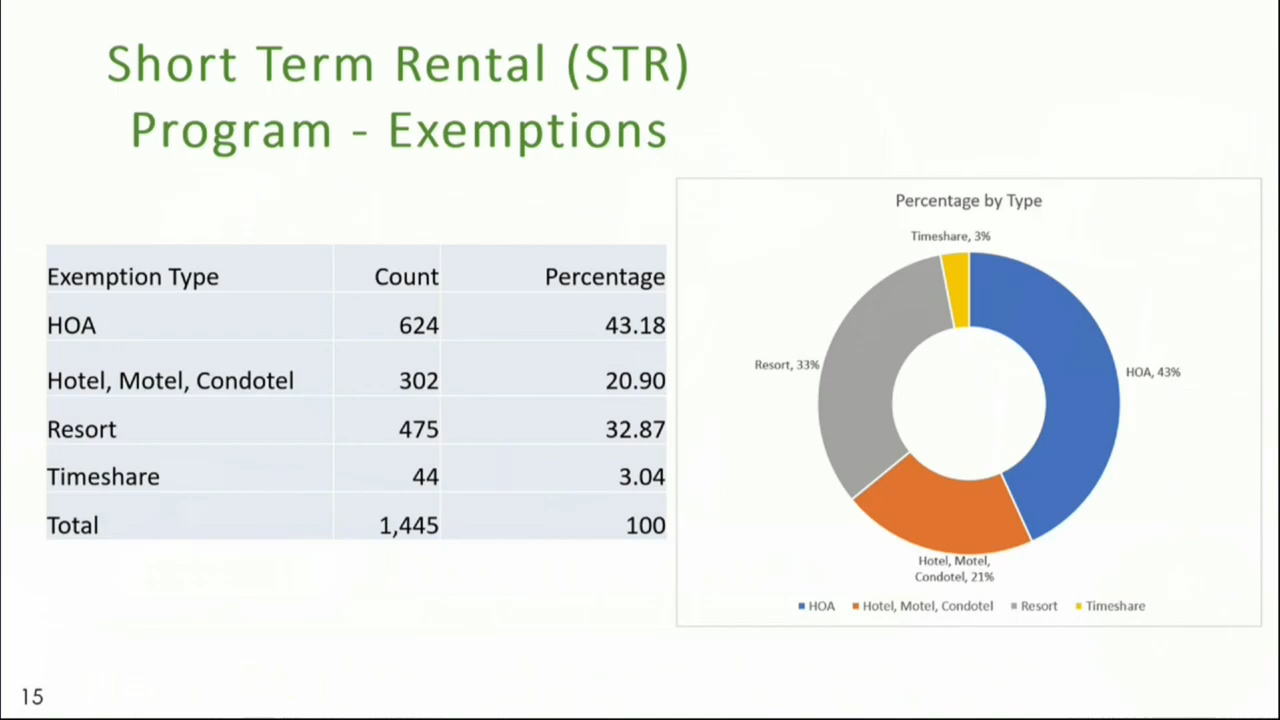 Short Term Rental (STR)
Program - Exemptions
Exemption Type Count Percentage
HOA 624 43.18
Hotel, Motel, Condotel 302 20.90
Resort 475 32.87
Timeshare 44 3.04
Total 1,445 100
Percentage by Type
Timeshare, 3%
Resort, 33%
HOA, 43%
Hotel, Motel,
Condotel, 21%
HOA Hotel, Motel, Condotel Resort Timeshare
15